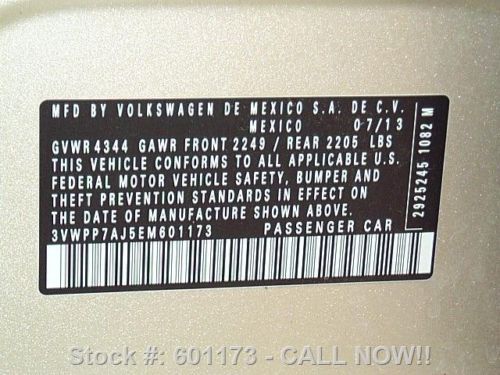 MFD BY VOLKSWAGEN DE MEXICO S.A. DE C.V.
MEXICO 07/13
GVWR 4344 GAWR FRONT 2249 / REAR 2205 LBS
THIS VEHICLE CONFORMS TO ALL APPLICABLE U.S.
FEDERAL MOTOR VEHICLE SAFETY, BUMPER AND
THEFT PREVENTION STANDARDS IN EFFECT ON
THE DATE OF MANUFACTURE SHOWN ABOVE.
3VWPP7AJ5EM601173 PASSENGER CAR
2925245 1082 M
Stock #: 601173 - CALL NOW!!